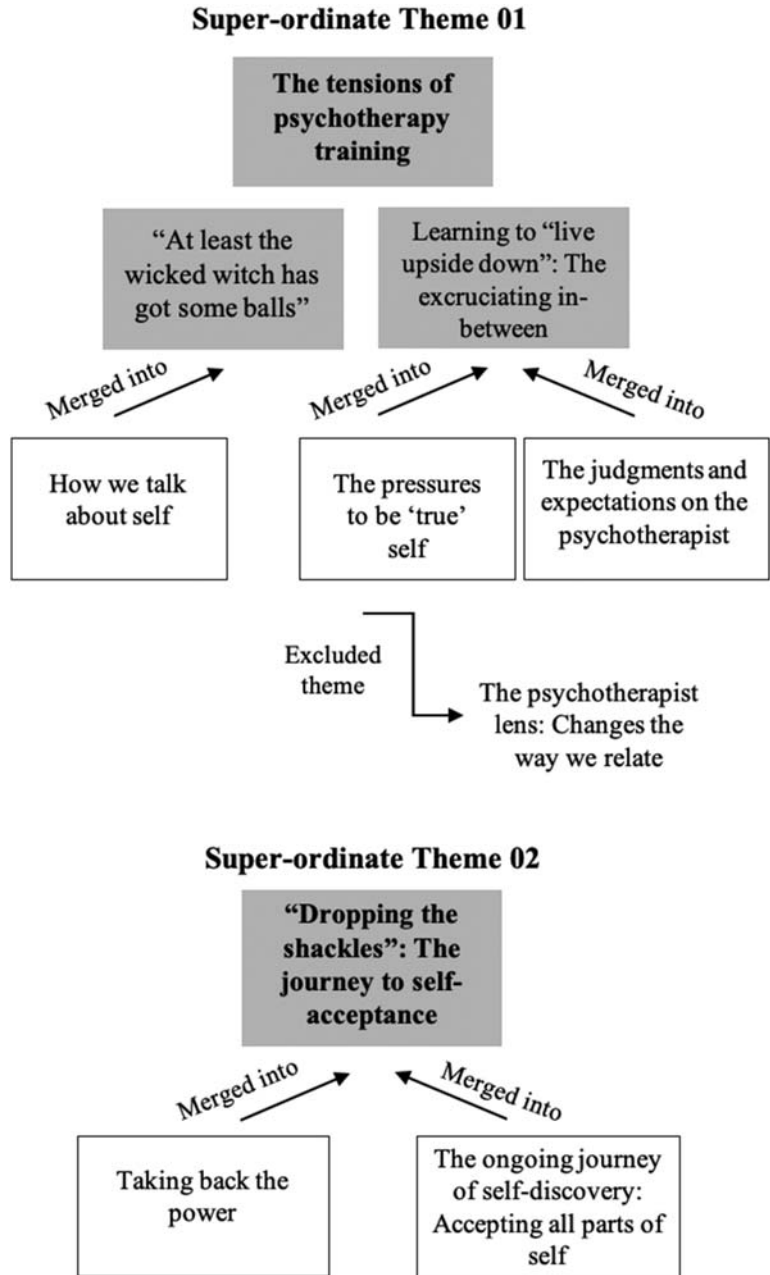 Super-ordinate Theme 01
The tensions of
psychotherapy
training
“At least the
wicked witch has
got some balls”
Learning to “live
upside down”: The
excruciating in-
between
Merged into
Merged into
Merged into
How we talk
about self
The pressures
to be ‘true’
self
The judgments and
expectations on the
psychotherapist
Excluded
theme
The psychotherapist
lens: Changes the
way we relate
Super-ordinate Theme 02
“Dropping the
shackles”: The
journey to self-
acceptance
Merged into
Merged into
Taking back the
power
The ongoing journey
of self-discovery:
Accepting all parts of
self